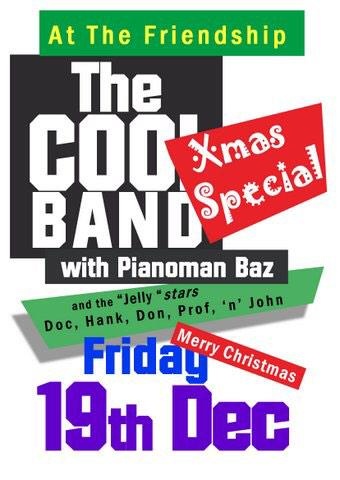 At The Friendship
The
COOL
BAND
Xmas
Special
with Pianoman Baz
and the "Jelly" stars
Doc, Hank, Don, Prof, 'n' John
Merry Christmas
Friday
19th Dec